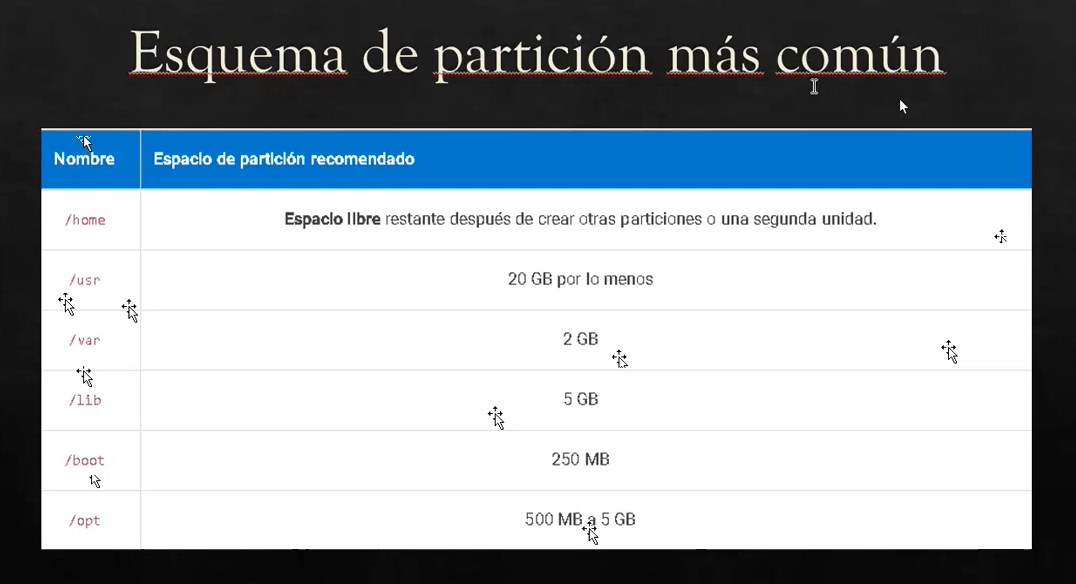 Esquema de partición más común
Nombre Espacio de partición recomendado
/home Espacio libre restante después de crear otras particiones o una segunda unidad.
/usr 20 GB por lo menos
/var 2 GB
/lib 5 GB
/boot 250 MB
/opt 500 MB a 5 GB